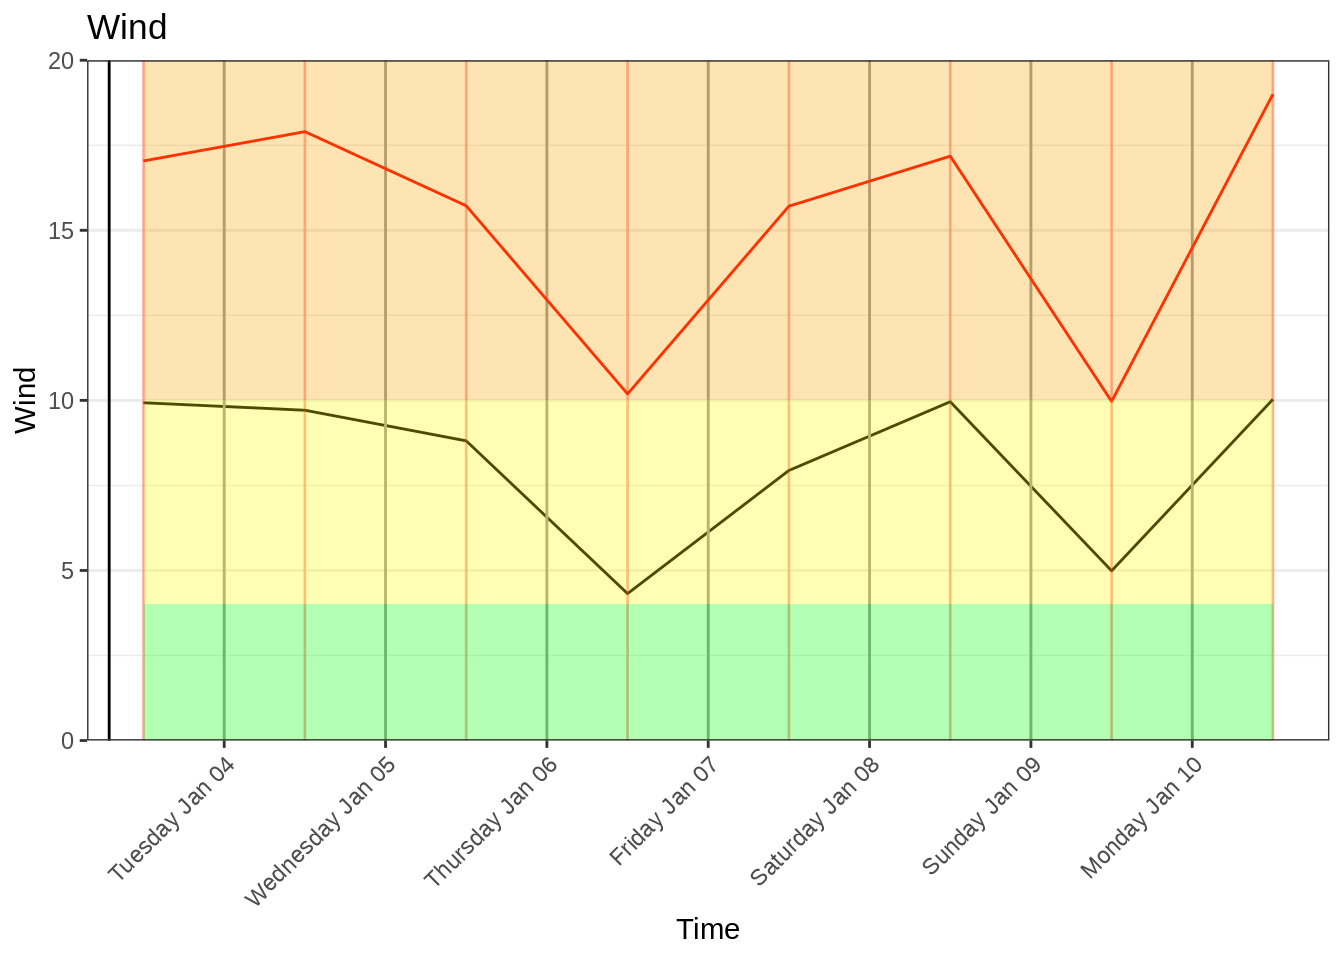 Wind
20
15
10
5
0
Wind
Tuesday Jan 04
Wednesday Jan 05
Thursday Jan 06
Friday Jan 07
Saturday Jan 08
Sunday Jan 09
Monday Jan 10
Time